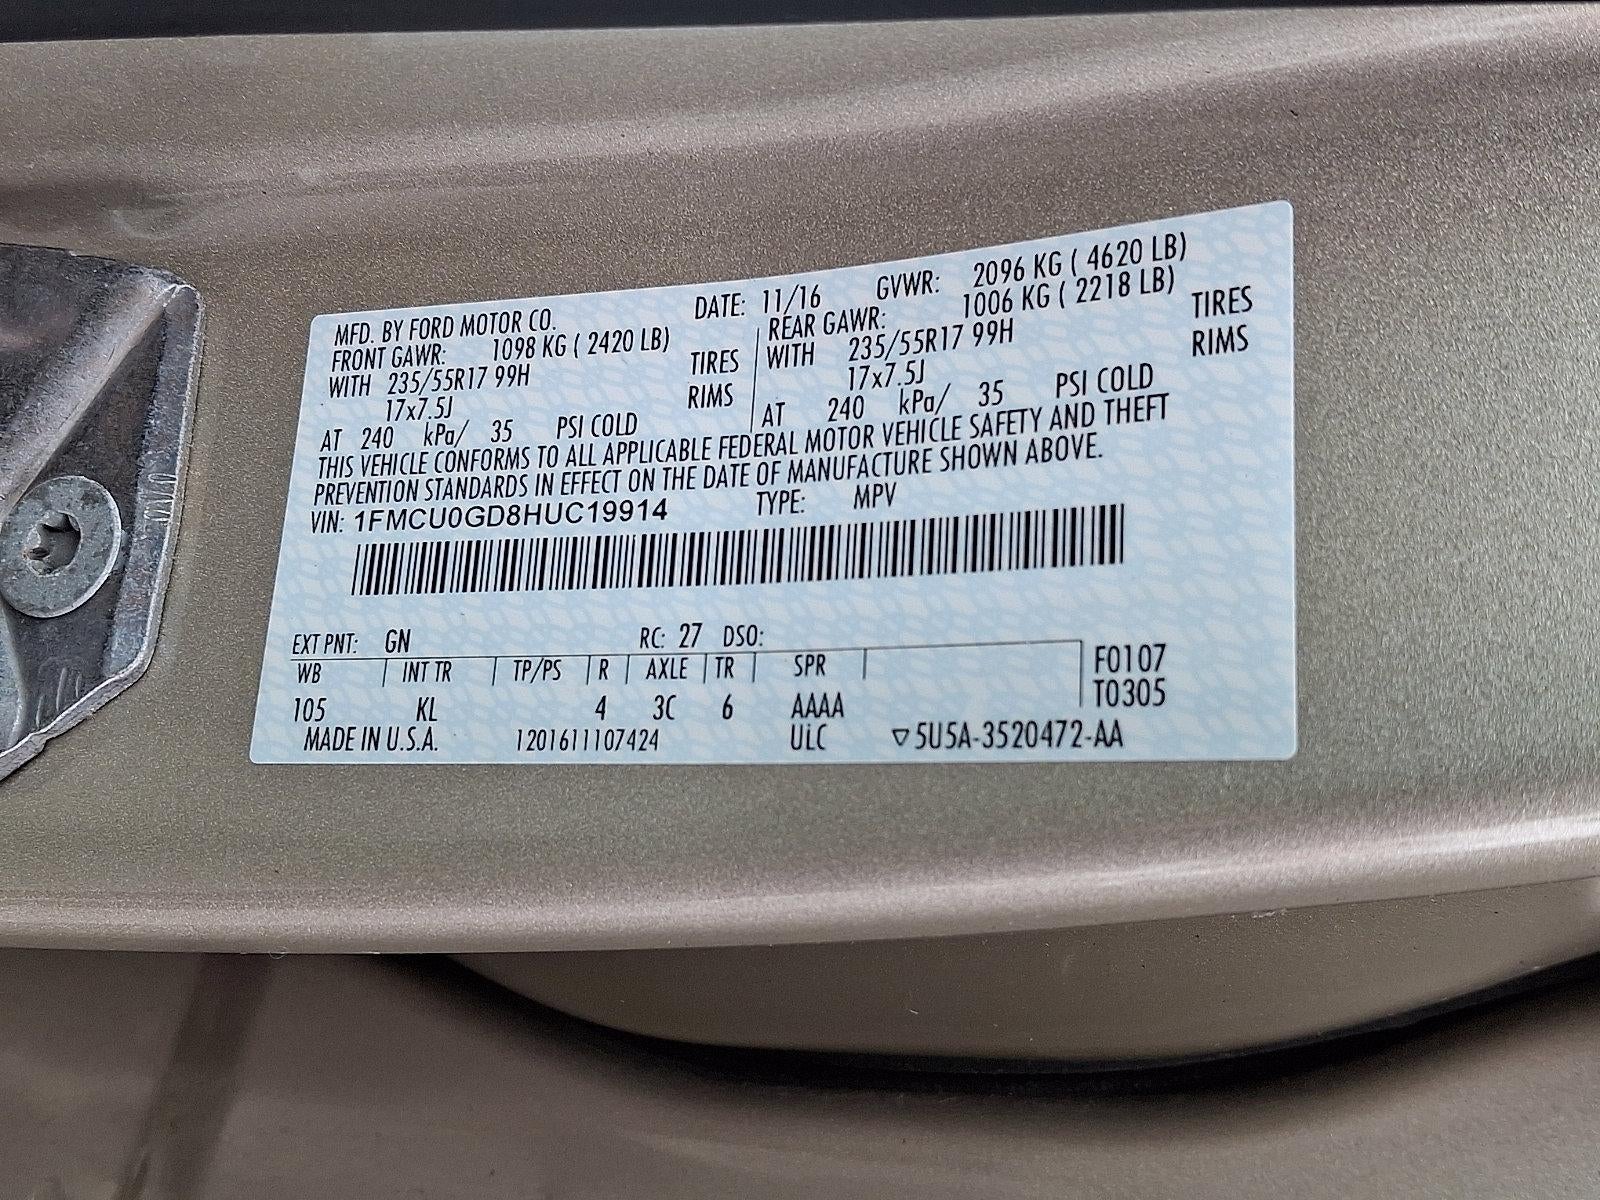 MFD. BY FORD MOTOR CO. DATE: 11/16 GVWR: 2096 KG ( 4620 LB)
FRONT GAWR: 1098 KG ( 2420 LB) REAR GAWR: 1006 KG ( 2218 LB)
WITH 235/55R17 99H TIRES WITH 235/55R17 99H TIRES
17x7.5J RIMS 17x7.5J RIMS
AT 240 kPa/ 35 PSI COLD AT 240 kPa/ 35 PSI COLD
THIS VEHICLE CONFORMS TO ALL APPLICABLE FEDERAL MOTOR VEHICLE SAFETY AND THEFT
PREVENTION STANDARDS IN EFFECT ON THE DATE OF MANUFACTURE SHOWN ABOVE.
VIN: 1FMCU0GD8HUC19914 TYPE: MPV
EXT PNT: GN RC: 27 DSO:
WB INT TR TP/PS R AXLE TR SPR F0107
105 KL 4 3C 6 AAAA T0305
MADE IN U.S.A. 1201611107424 UiLC ▽5U5A-3520472-AA